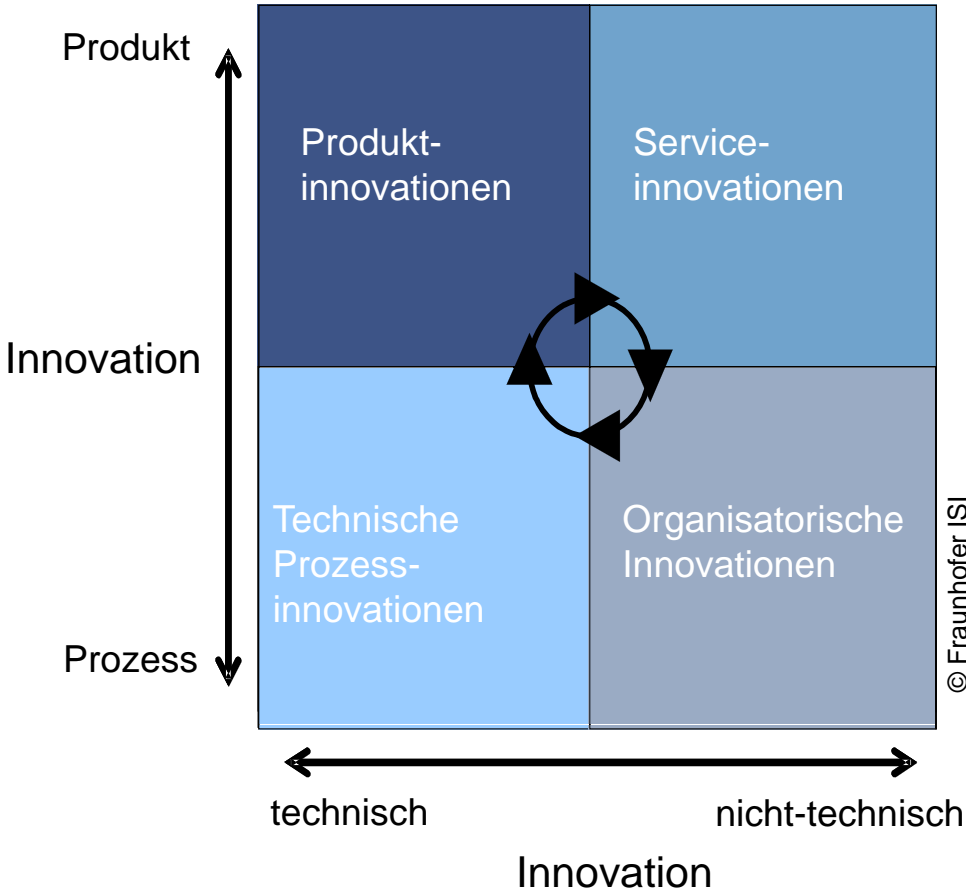 Produkt
Produkt-
innovationen
Service-
innovationen
Innovation
Technische
Prozess-
innovationen
Organisatorische
Innovationen
© Fraunhofer ISI
Prozess
technisch
nicht-technisch
Innovation